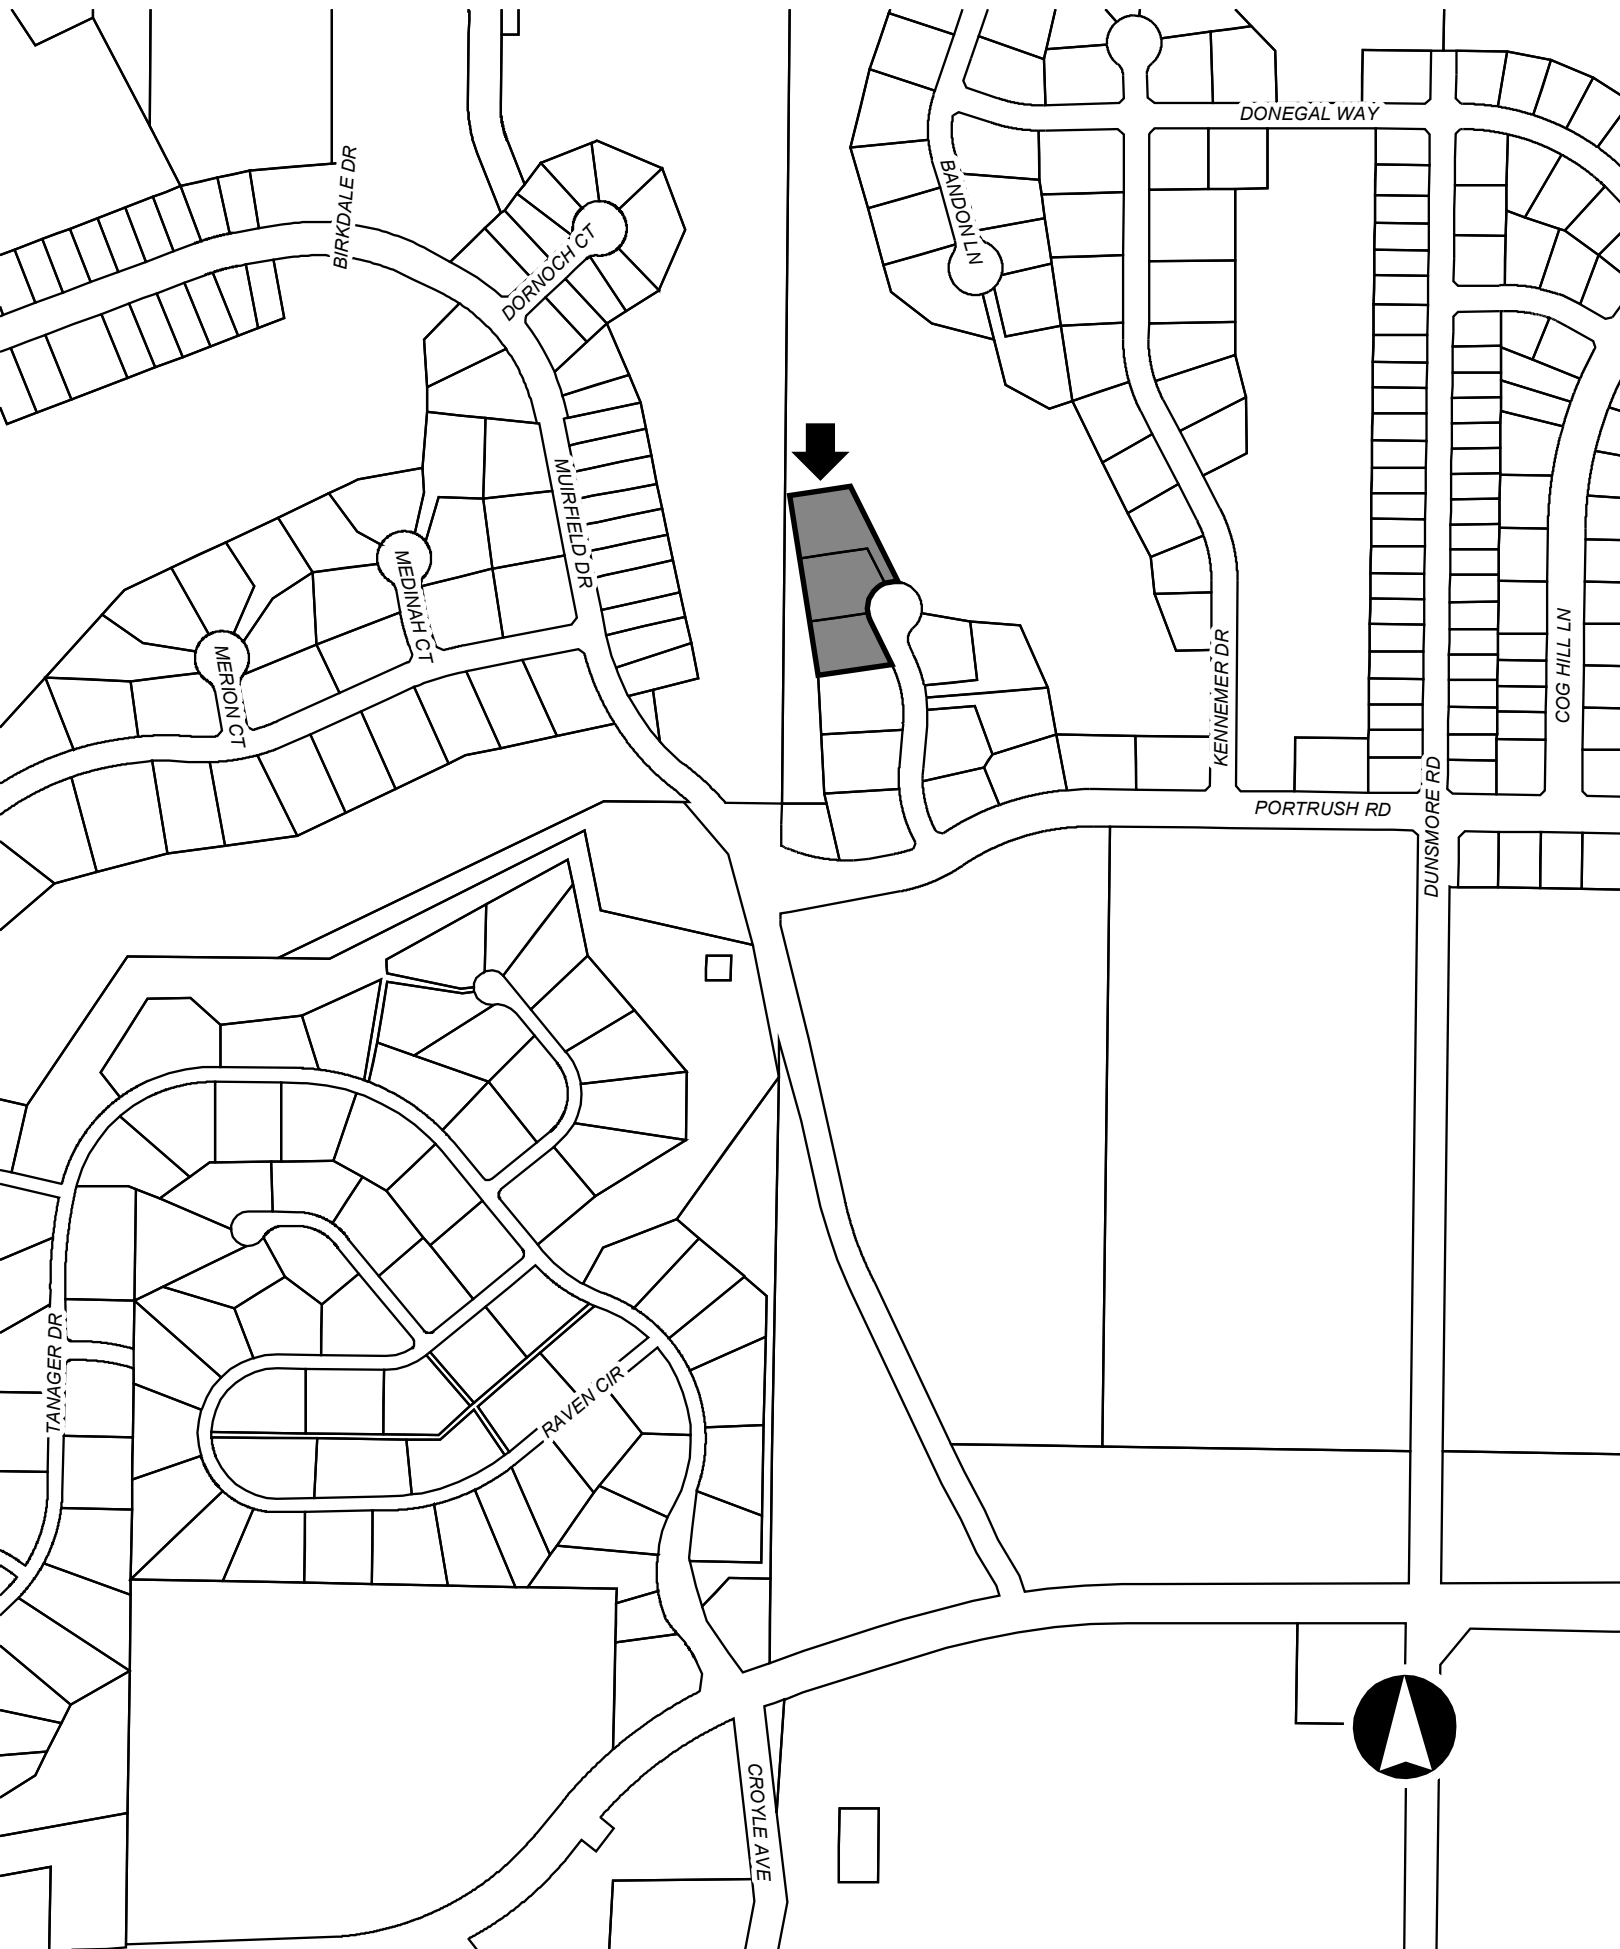 DONEGAL WAY
BIRKDALE DR
BANDON LN
DORNOCH CT
MUIRFIELD DR
MEDINAH CT
MERION CT
KENNEMER DR
COG HILL LN
PORTRUSH RD
DUNSMORE RD
TANAGER DR
RAVEN CIR
CROYLE AVE